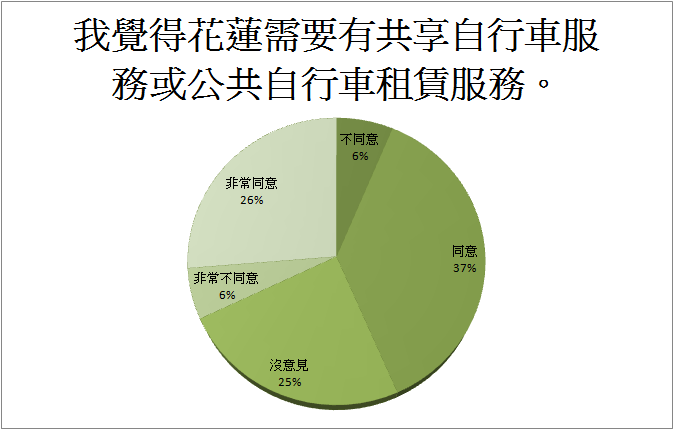 我覺得花蓮需要有共享自行車服
務或公共自行車租賃服務。
不同意
6%
同意
37%
沒意見
25%
非常不同意
6%
非常同意
26%